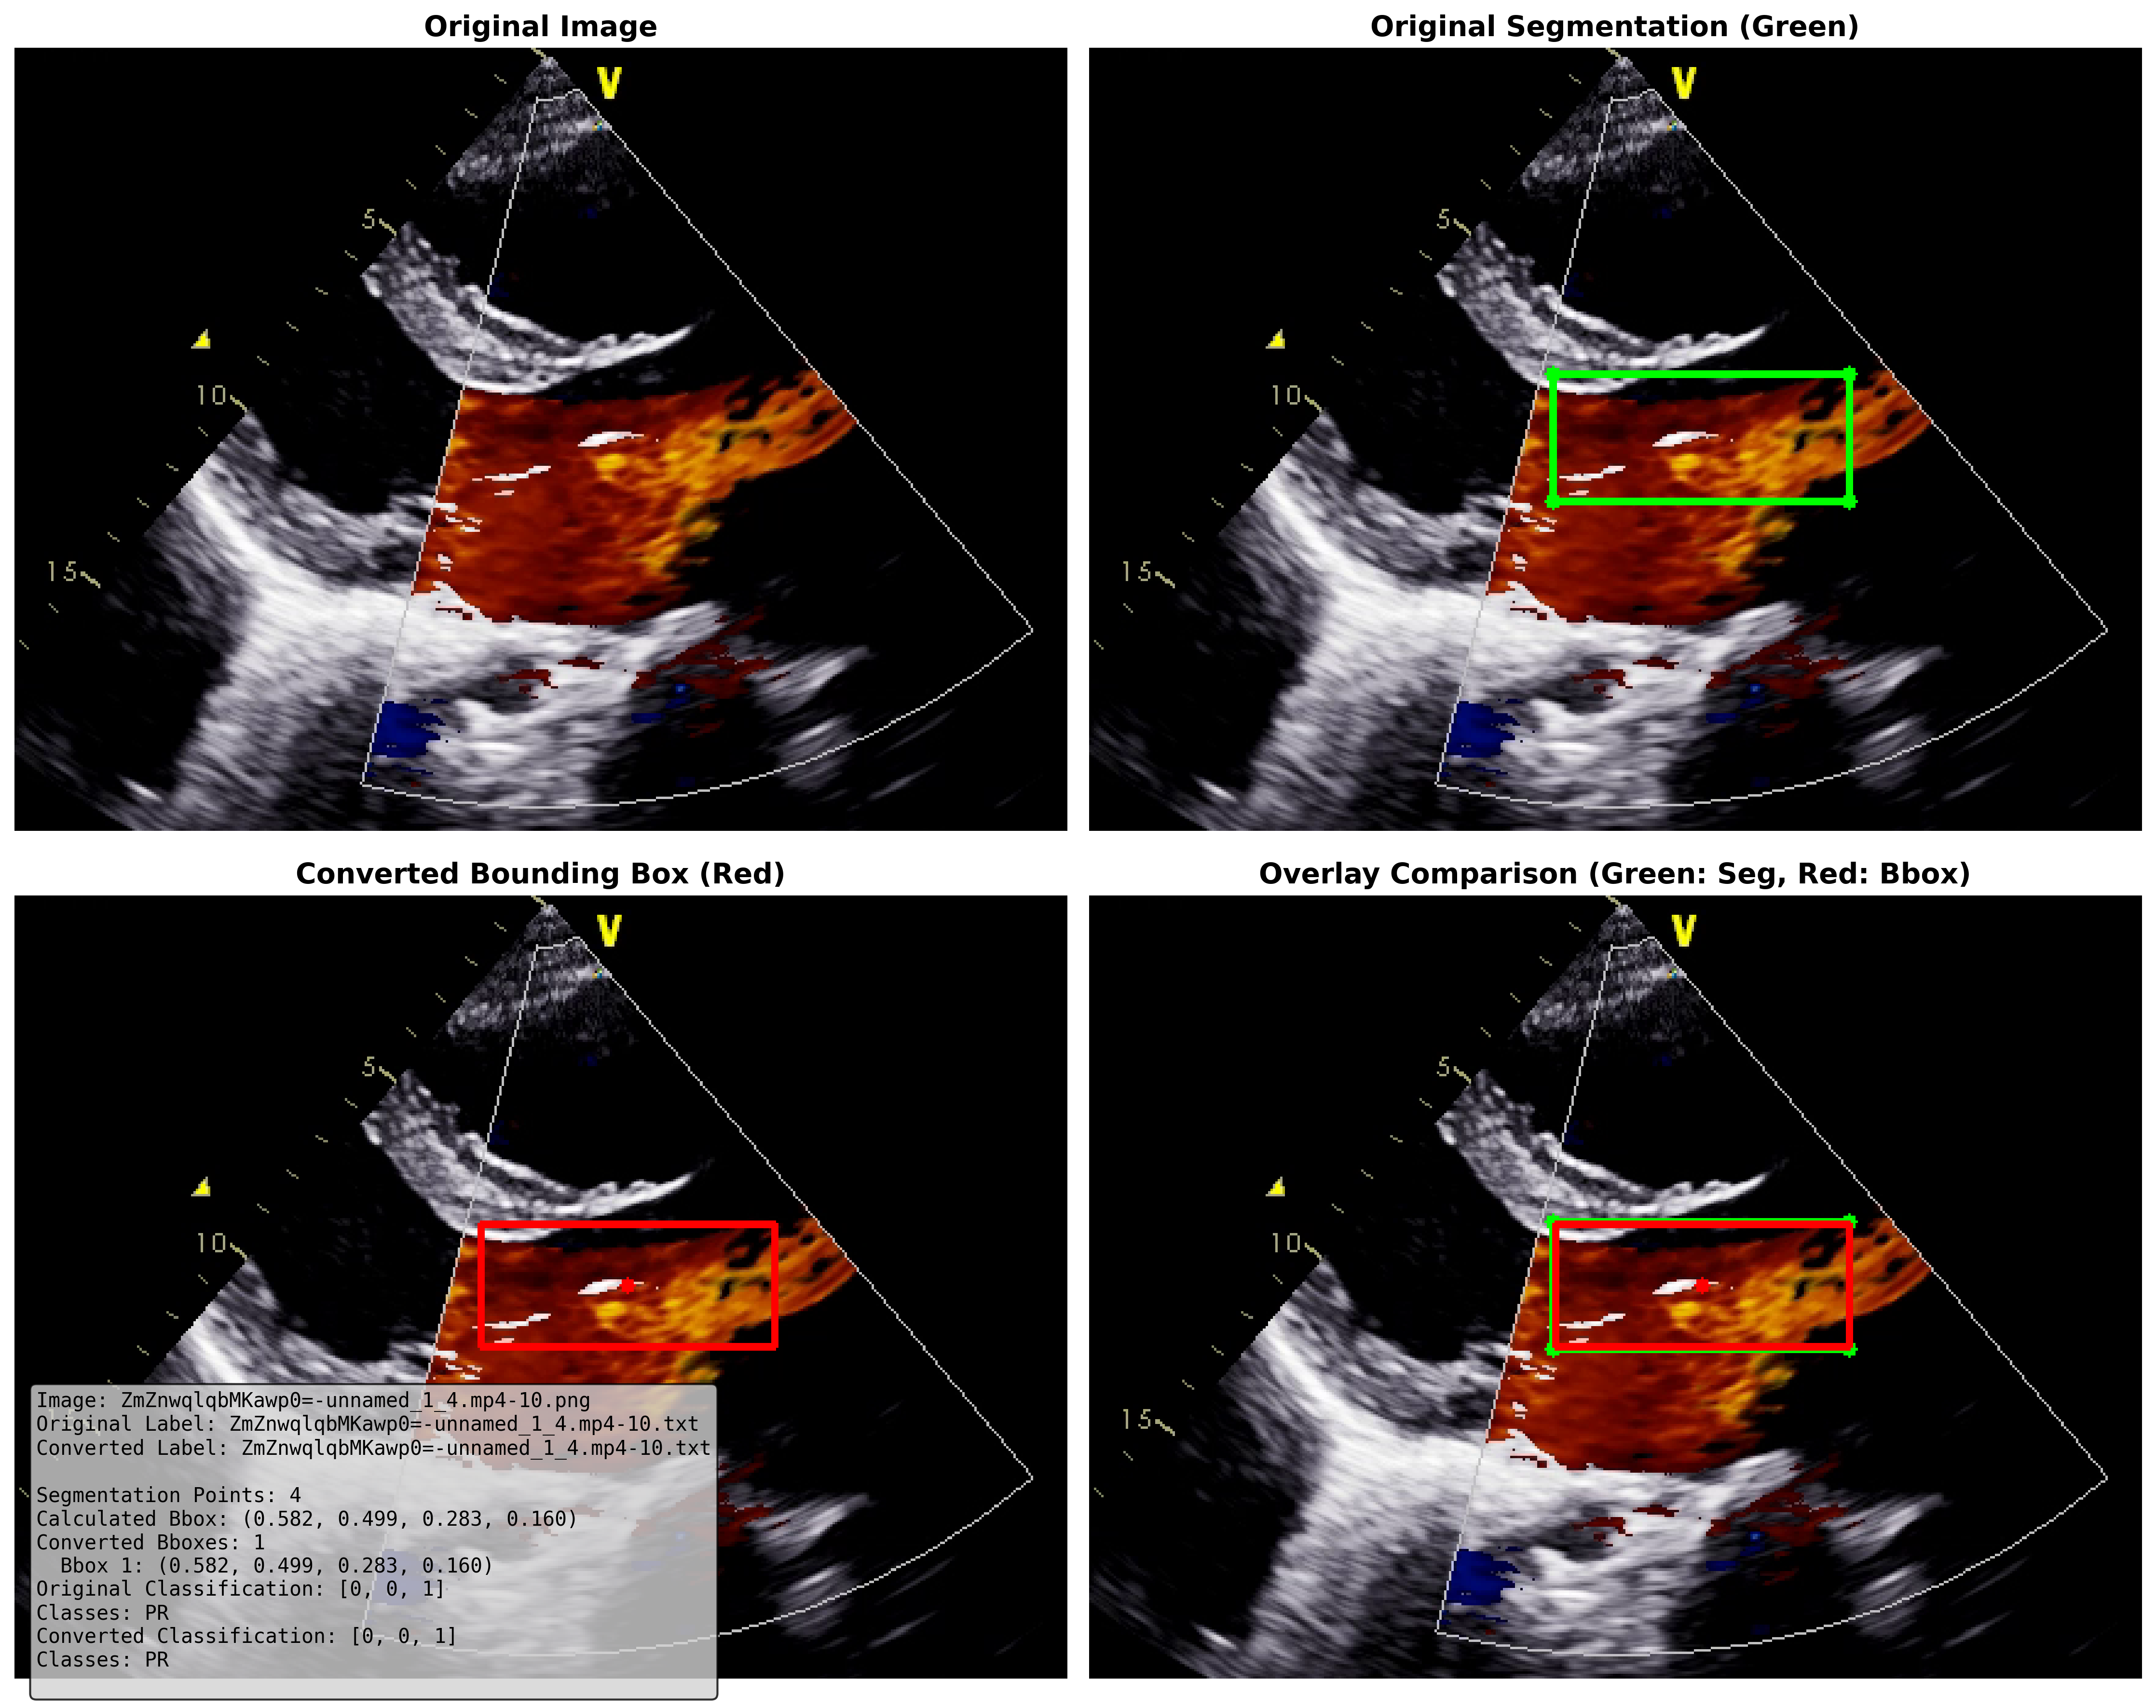 Original Image
Original Segmentation (Green)
V
5
10
15
V
5
10
15
Converted Bounding Box (Red)
Overlay Comparison (Green: Seg, Red: Bbox)
V
5
10
V
5
10
15
Image: ZmZnwqlqbMKawp0=-unnamed_1_4.mp4-10.png
Original Label: ZmZnwqlqbMKawp0=-unnamed_1_4.mp4-10.txt
Converted Label: ZmZnwqlqbMKawp0=-unnamed_1_4.mp4-10.txt
Segmentation Points: 4
Calculated Bbox: (0.582, 0.499, 0.283, 0.160)
Converted Bboxes: 1
Bbox 1: (0.582, 0.499, 0.283, 0.160)
Original Classification: [0, 0, 1]
Classes: PR
Converted Classification: [0, 0, 1]
Classes: PR